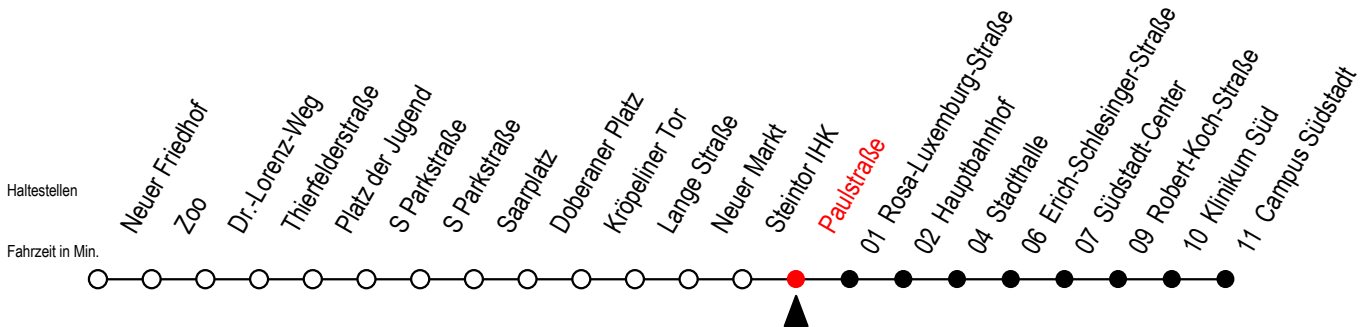 Haltestellen
Fahrzeit in Min.
Neuer Friedhof
Zoo
Dr.-Lorenz-Weg
Thierfelderstraße
Platz der Jugend
S Parkstraße
S Parkstraße
Saarplatz
Doberaner Platz
Kröpeliner Tor
Lange Straße
Neuer Markt
Steintor IHK
Paulstraße
01 Rosa-Luxemburg-Straße
02 Hauptbahnhof
04 Stadthalle
06 Erich-Schlesinger-Straße
07 Südstadt-Center
09 Robert-Koch-Straße
10 Klinikum Süd
11 Campus Südstadt